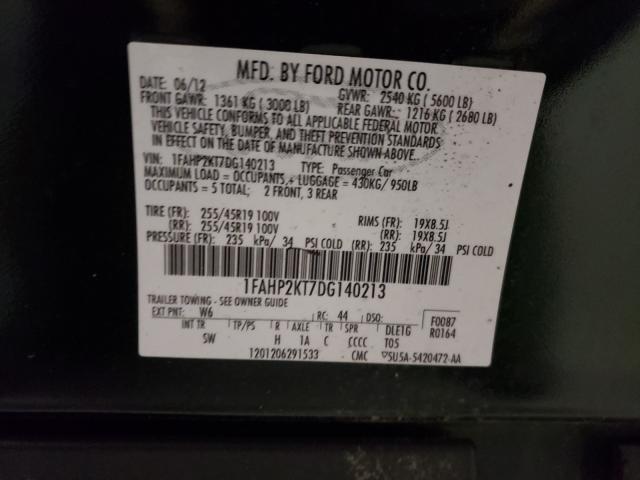 MFD. BY FORD MOTOR CO.
DATE: 06/12 GVWR: 2540 KG ( 5600 LB)
FRONT GAWR: 1361 KG ( 3000 LB) REAR GAWR: 1216 KG ( 2680 LB)
THIS VEHICLE CONFORMS TO ALL APPLICABLE FEDERAL MOTOR
VEHICLE SAFETY, BUMPER, AND THEFT PREVENTION STANDARDS
IN EFFECT ON THE DATE OF MANUFACTURE SHOWN ABOVE.
VIN: 1FAHP2KT7DG140213 TYPE: Passenger Car
MAXIMUM LOAD = OCCUPANTS + LUGGAGE = 430KG/ 950LB
OCCUPANTS = 5 TOTAL; 2 FRONT, 3 REAR
TIRE (FR): 255/45R19 100V RIMS (FR): 19X8.5J
(RR): 255/45R19 100V (RR): 19X8.5J
PRESSURE (FR): 235 kPa/ 34 PSI COLD (RR): 235 kPa/ 34 PSI COLD
1FAHP2KT7DG140213
TRAILER TOWING - SEE OWNER GUIDE
EXT PNT: W6 RC: 44 DSO: F0087
INT TR TP/PS R AXLE TR SPR DLETG R0164
SW H 1A C CCCC T05
1201206291533 CMC 5U5A-5420472-AA